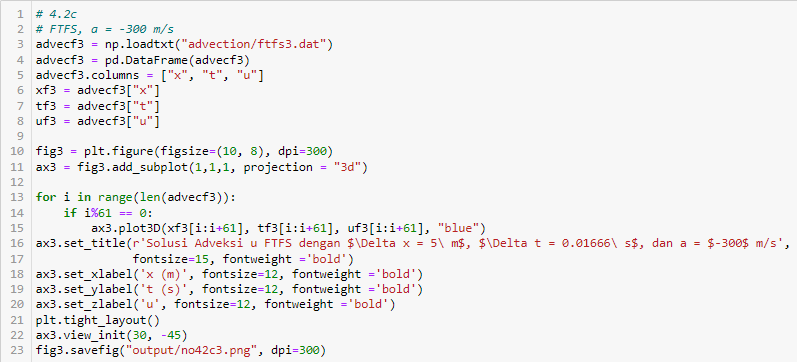 1 # 4.2c
2 # FTFS, a = -300 m/s
3 advecf3 = np.loadtxt("advection/ftfs3.dat")
4 advecf3 = pd.DataFrame(advecf3)
5 advecf3.columns = ["x", "t", "u"]
6 xf3 = advecf3["x"]
7 tf3 = advecf3["t"]
8 uf3 = advecf3["u"]
9
10 fig3 = plt.figure(figsize=(10, 8), dpi=300)
11 ax3 = fig3.add_subplot(1,1,1, projection = "3d")
12
13 for i in range(len(advecf3)):
14     if i%61 == 0:
15         ax3.plot3D(xf3[i:i+61], tf3[i:i+61], uf3[i:i+61], "blue")
16 ax3.set_title(r'Solusi Adveksi u FTFS dengan $\Delta x = 5\ m$, $\Delta t = 0.01666\ s$, dan a = $-300$ m/s',
17               fontsize=15, fontweight ='bold')
18 ax3.set_xlabel('x (m)', fontsize=12, fontweight ='bold')
19 ax3.set_ylabel('t (s)', fontsize=12, fontweight ='bold')
20 ax3.set_zlabel('u', fontsize=12, fontweight ='bold')
21 plt.tight_layout()
22 ax3.view_init(30, -45)
23 fig3.savefig("output/no42c3.png", dpi=300)